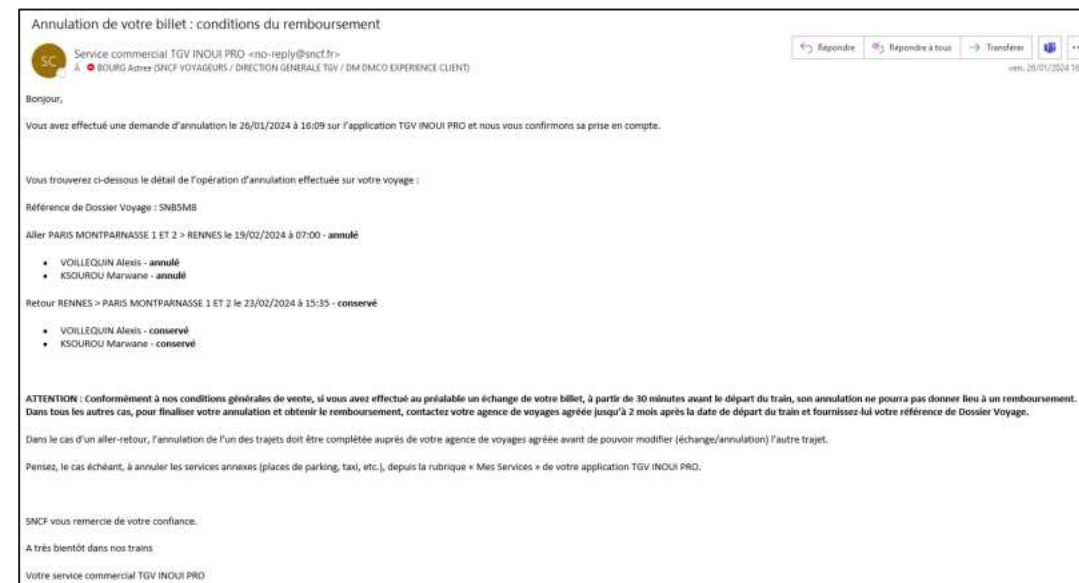 Annulation de votre billet : conditions du remboursement
SC
Service commercial TGV INOUI PRO <no-reply@sncf.fr>
À BOURG Astree (SNCF VOYAGEURS / DIRECTION GENERALE TGV / DM DMCO EXPERIENCE CLIENT)
Répondre
Répondre à tous
Transférer
ven. 26/01/2024 16
Bonjour,
Vous avez effectué une demande d'annulation le 26/01/2024 à 16:09 sur l'application TGV INOUI PRO et nous vous confirmons sa prise en compte.
Vous trouverez ci-dessous le détail de l'opération d'annulation effectuée sur votre voyage :
Référence de Dossier Voyage : SNB5MB
Aller PARIS MONTPARNASSE 1 ET 2 > RENNES le 19/02/2024 à 07:00 - annulé
• VOILLEQUIN Alexis - annulé
• KSOUROU Marwane - annulé
Retour RENNES > PARIS MONTPARNASSE 1 ET 2 le 23/02/2024 à 15:35 - conservé
• VOILLEQUIN Alexis - conservé
• KSOUROU Marwane - conservé
ATTENTION : Conformément à nos conditions générales de vente, si vous avez effectué au préalable un échange de votre billet, à partir de 30 minutes avant le départ du train, son annulation ne pourra pas donner lieu à un remboursement.
Dans tous les autres cas, pour finaliser votre annulation et obtenir le remboursement, contactez votre agence de voyages agréée jusqu'à 2 mois après la date de départ du train et fournissez-lui votre référence de Dossier Voyage.
Dans le cas d'un aller-retour, l'annulation de l'un des trajets doit être complétée auprès de votre agence de voyages agréée avant de pouvoir modifier (échange/annulation) l'autre trajet.
Pensez, le cas échéant, à annuler les services annexes (places de parking, taxi, etc.), depuis la rubrique « Mes Services » de votre application TGV INOUI PRO.
SNCF vous remercie de votre confiance.
A très bientôt dans nos trains
Votre service commercial TGV INOUI PRO